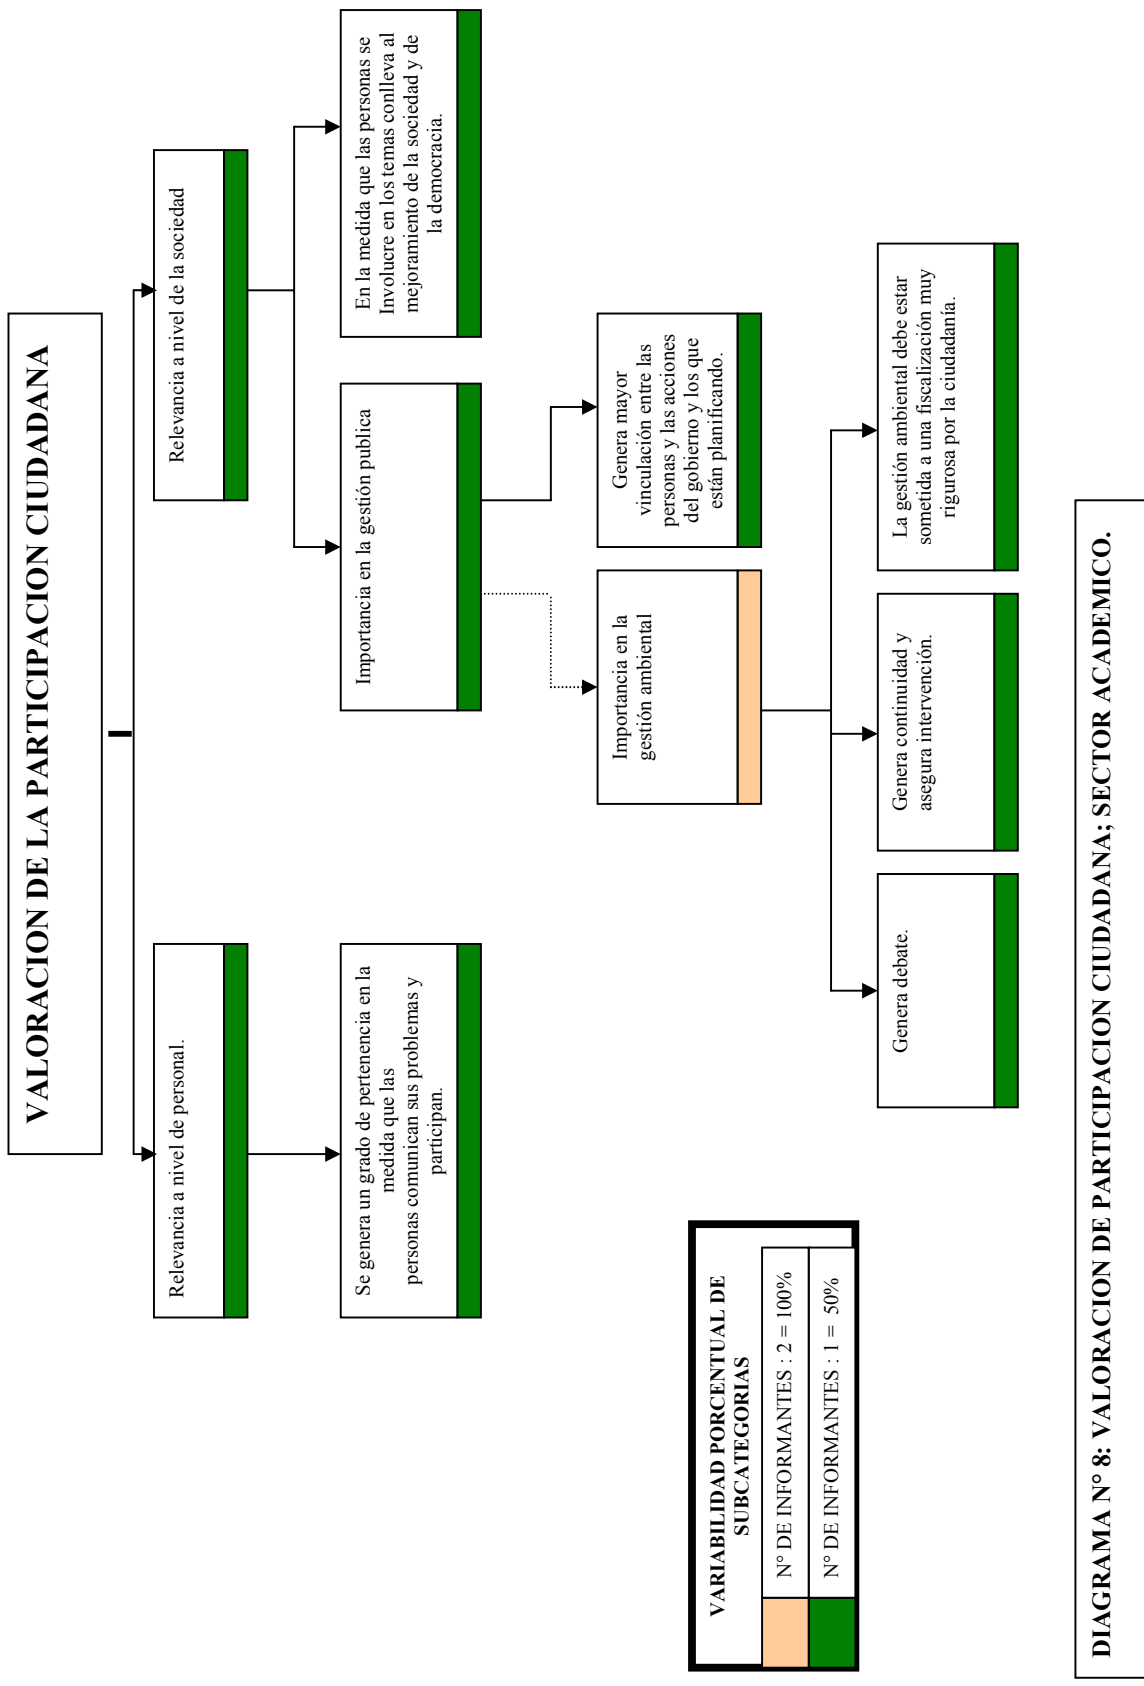 VALORACION DE LA PARTICIPACION CIUDADANA
Relevancia a nivel de personal.
Relevancia a nivel de la sociedad
Se genera un grado de pertenencia en la
medida que las
personas comunican sus problemas y
participan.
Importancia en la gestión publica
En la medida que las personas se
Involucre en los temas conlleva al
mejoramiento de la sociedad y de
la democracia.
Importancia en la
gestión ambiental
Genera mayor
vinculación entre las
personas y las acciones
del gobierno y los que
están planificando.
Genera debate.
Genera continuidad y
asegura intervención.
La gestión ambiental debe estar
sometida a una fiscalización muy
rigurosa por la ciudadanía.
VARIABILIDAD PORCENTUAL DE
SUBCATEGORIAS
N° DE INFORMANTES : 2 = 100%
N° DE INFORMANTES : 1 = 50%
DIAGRAMA N° 8: VALORACION DE PARTICIPACION CIUDADANA; SECTOR ACADEMICO.